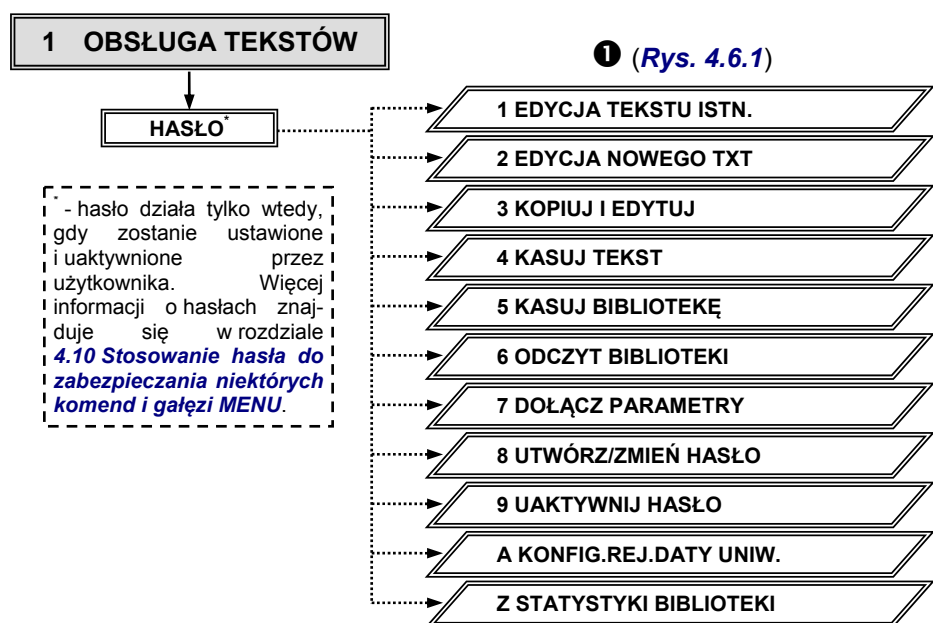 1 OBSŁUGA TEKSTÓW
HASŁO*
* - hasło działa tylko wtedy,
gdy zostanie ustawione
i uaktywnione przez
użytkownika. Więcej
informacji o hasłach znaj-
duje się w rozdziale
4.10 Stosowanie hasła do
zabezpieczania niektórych
komend i gałęzi MENU.
❶ (Rys. 4.6.1)
1 EDYCJA TEKSTU ISTN.
2 EDYCJA NOWEGO TXT
3 KOPIUJ I EDYTUJ
4 KASUJ TEKST
5 KASUJ BIBLIOTEKĘ
6 ODCZYT BIBLIOTEKI
7 DOŁĄCZ PARAMETRY
8 UTWÓRZ/ZMIEŃ HASŁO
9 UAKTYWNIJ HASŁO
A KONFIG.REJ.DATY UNIW.
Z STATYSTYKI BIBLIOTEKI